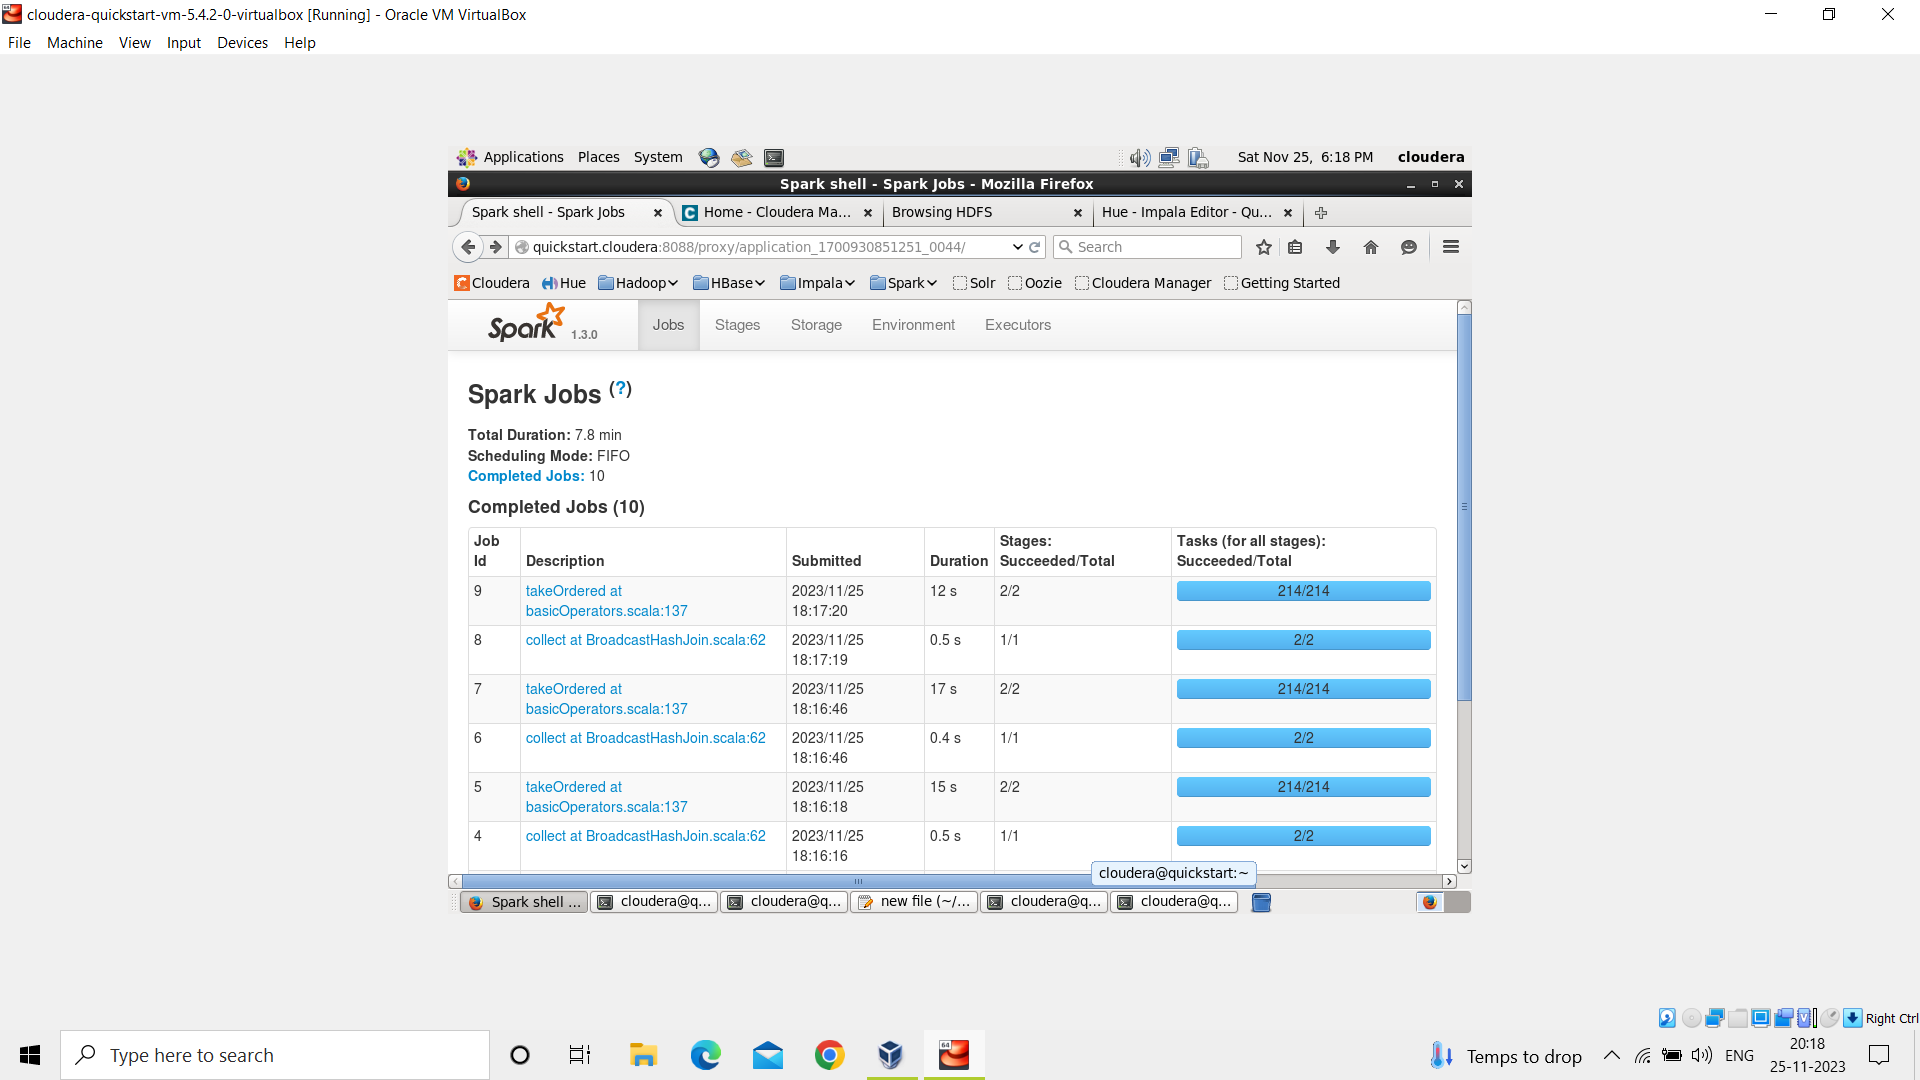 cloudera-quickstart-vm-5.4.2-0-virtualbox [Running] - Oracle VM VirtualBox
File Machine View Input Devices Help
Applications Places System Sat Nov 25, 6:18 PM cloudera
Spark shell - Spark Jobs - Mozilla Firefox
Spark shell - Spark Jobs Home - Cloudera Ma... Browsing HDFS Hue - Impala Editor - Qu...
quickstart.cloudera:8088/proxy/application_1700930851251_0044/ Search
Cloudera Hue Hadoop HBase Impala Spark Solr Oozie Cloudera Manager Getting Started
Spark 1.3.0 Jobs Stages Storage Environment Executors
Spark Jobs (?)
Total Duration: 7.8 min
Scheduling Mode: FIFO
Completed Jobs: 10
Completed Jobs (10)
Job Id Description Submitted Duration Stages: Succeeded/Total Tasks (for all stages): Succeeded/Total
9 takeOrdered at basicOperators.scala:137 2023/11/25 18:17:20 12 s 2/2 214/214
8 collect at BroadcastHashJoin.scala:62 2023/11/25 18:17:19 0.5 s 1/1 2/2
7 takeOrdered at basicOperators.scala:137 2023/11/25 18:16:46 17 s 2/2 214/214
6 collect at BroadcastHashJoin.scala:62 2023/11/25 18:16:46 0.4 s 1/1 2/2
5 takeOrdered at basicOperators.scala:137 2023/11/25 18:16:18 15 s 2/2 214/214
4 collect at BroadcastHashJoin.scala:62 2023/11/25 18:16:16 0.5 s 1/1 2/2
cloudera@quickstart:~
Spark shell ... cloudera@q... cloudera@q... new file (~/... cloudera@q... cloudera@q...
Right Ctrl
Type here to search 64 Temps to drop ENG 20:18
25-11-2023